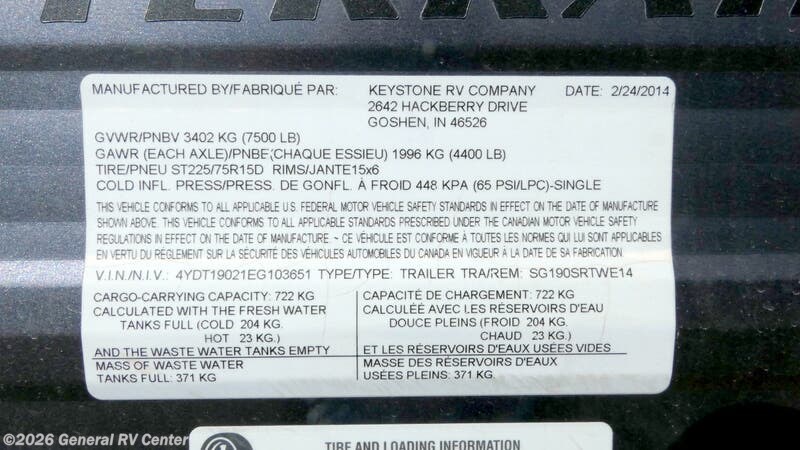 MANUFACTURED BY/FABRIQUÉ PAR: KEYSTONE RV COMPANY DATE: 2/24/2014
2642 HACKBERRY DRIVE
GOSHEN, IN 46526
GVWR/PNBV 3402 KG (7500 LB)
GAWR (EACH AXLE)/PNBE(CHAQUE ESSIEU) 1996 KG (4400 LB)
TIRE/PNEU ST225/75R15D RIMS/JANTE15x6
COLD INFL. PRESS/PRESS. DE GONFL. À FROID 448 KPA (65 PSI/LPC)-SINGLE
THIS VEHICLE CONFORMS TO ALL APPLICABLE U.S. FEDERAL MOTOR VEHICLE SAFETY STANDARDS IN EFFECT ON THE DATE OF MANUFACTURE
SHOWN ABOVE. THIS VEHICLE CONFORMS TO ALL APPLICABLE STANDARDS PRESCRIBED UNDER THE CANADIAN MOTOR VEHICLE SAFETY
REGULATIONS IN EFFECT ON THE DATE OF MANUFACTURE. ~ CE VÉHICULE EST CONFORME À TOUTES LES NORMES QUI LUI SONT APPLICABLES
EN VERTU DU RÉGLEMENT SUR LA SÉCURITÉ DES VÉHICULES AUTOMOBILES DU CANADA EN VIGUEUR À LA DATE DE SA FABRICATION.
V.I.N./N.I.V.: 4YDT19021EG103651 TYPE/TYPE: TRAILER TRA/REM: SG190SRTWE14
CARGO-CARRYING CAPACITY: 722 KG
CALCULATED WITH THE FRESH WATER
TANKS FULL (COLD 204 KG.
HOT 23 KG.)
AND THE WASTE WATER TANKS EMPTY
MASS OF WASTE WATER
TANKS FULL: 371 KG.
CAPACITÉ DE CHARGEMENT: 722 KG
CALCULÉE AVEC LES RÉSERVOIRS D'EAU
DOUCE PLEINS (FROID 204 KG.
CHAUD 23 KG.)
ET LES RÉSERVOIRS D'EAUX USÉES VIDES
MASSE DES RÉSERVOIRS D'EAUX
USÉES PLEINS: 371 KG.
TIRE AND LOADING INFORMATION
©2026 General RV Center